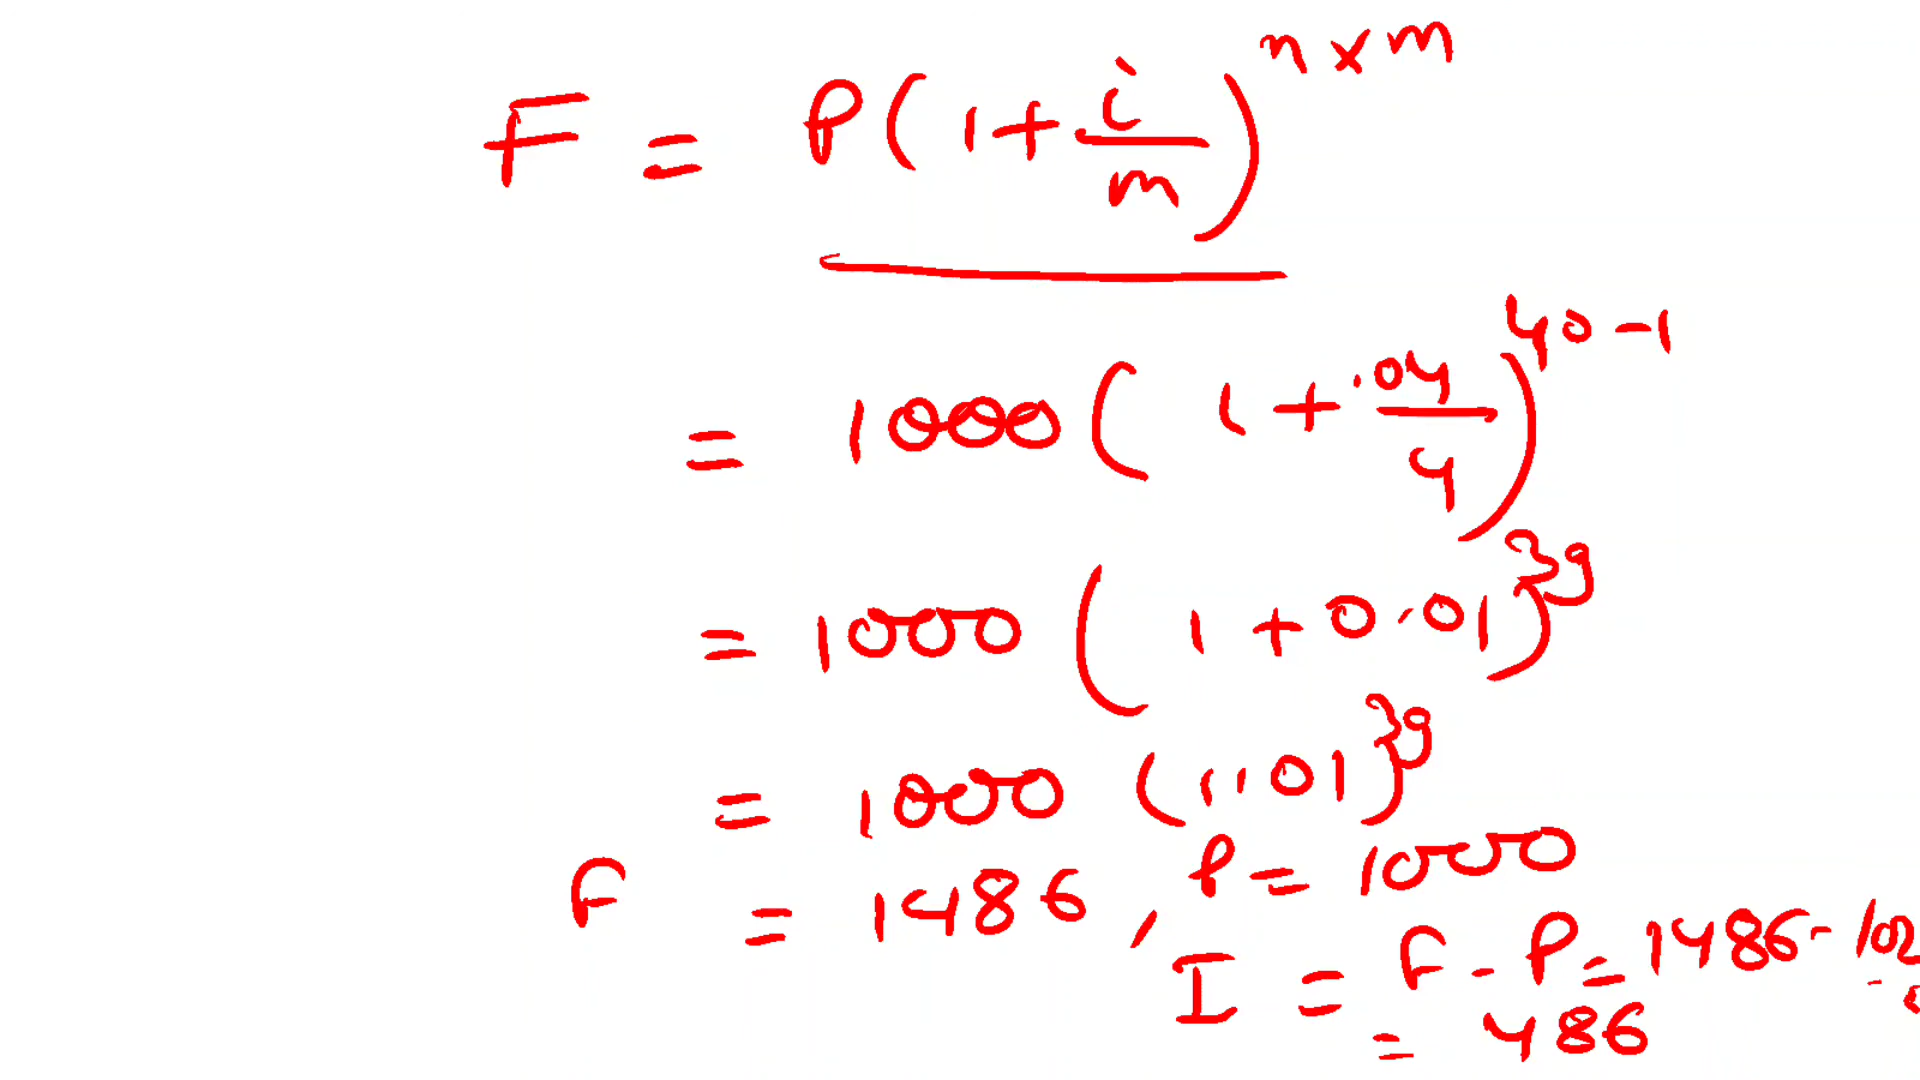 F = P(1 + i/m)^n×m
= 1000 (1 + .04/4)^40-1
= 1000 (1 + 0.01)^39
= 1000 (1.01)^39
F = 1486, P = 1000
I = F - P = 1486 -
= 486